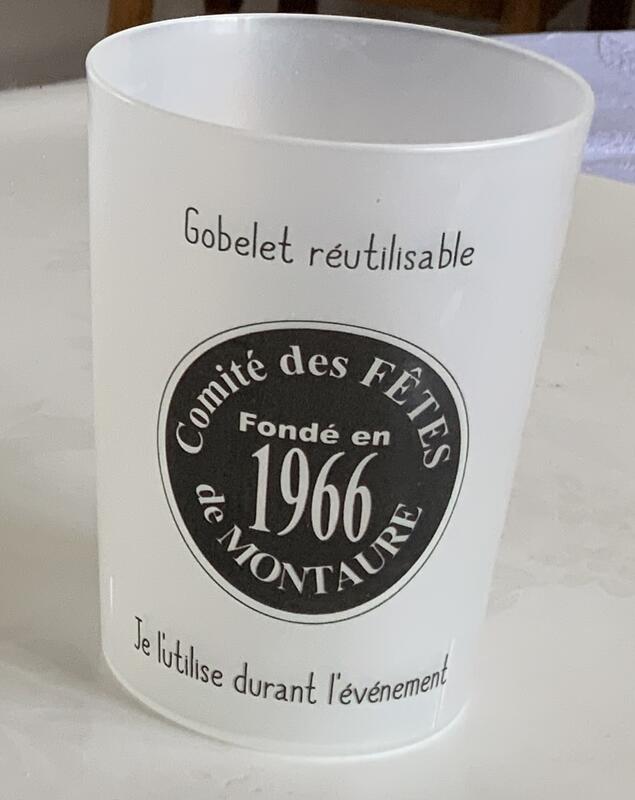 Gobelet réutilisable
Comité des FÊTES
Fondé en
1966
de MONTAURE
Je l'utilise durant l'événement